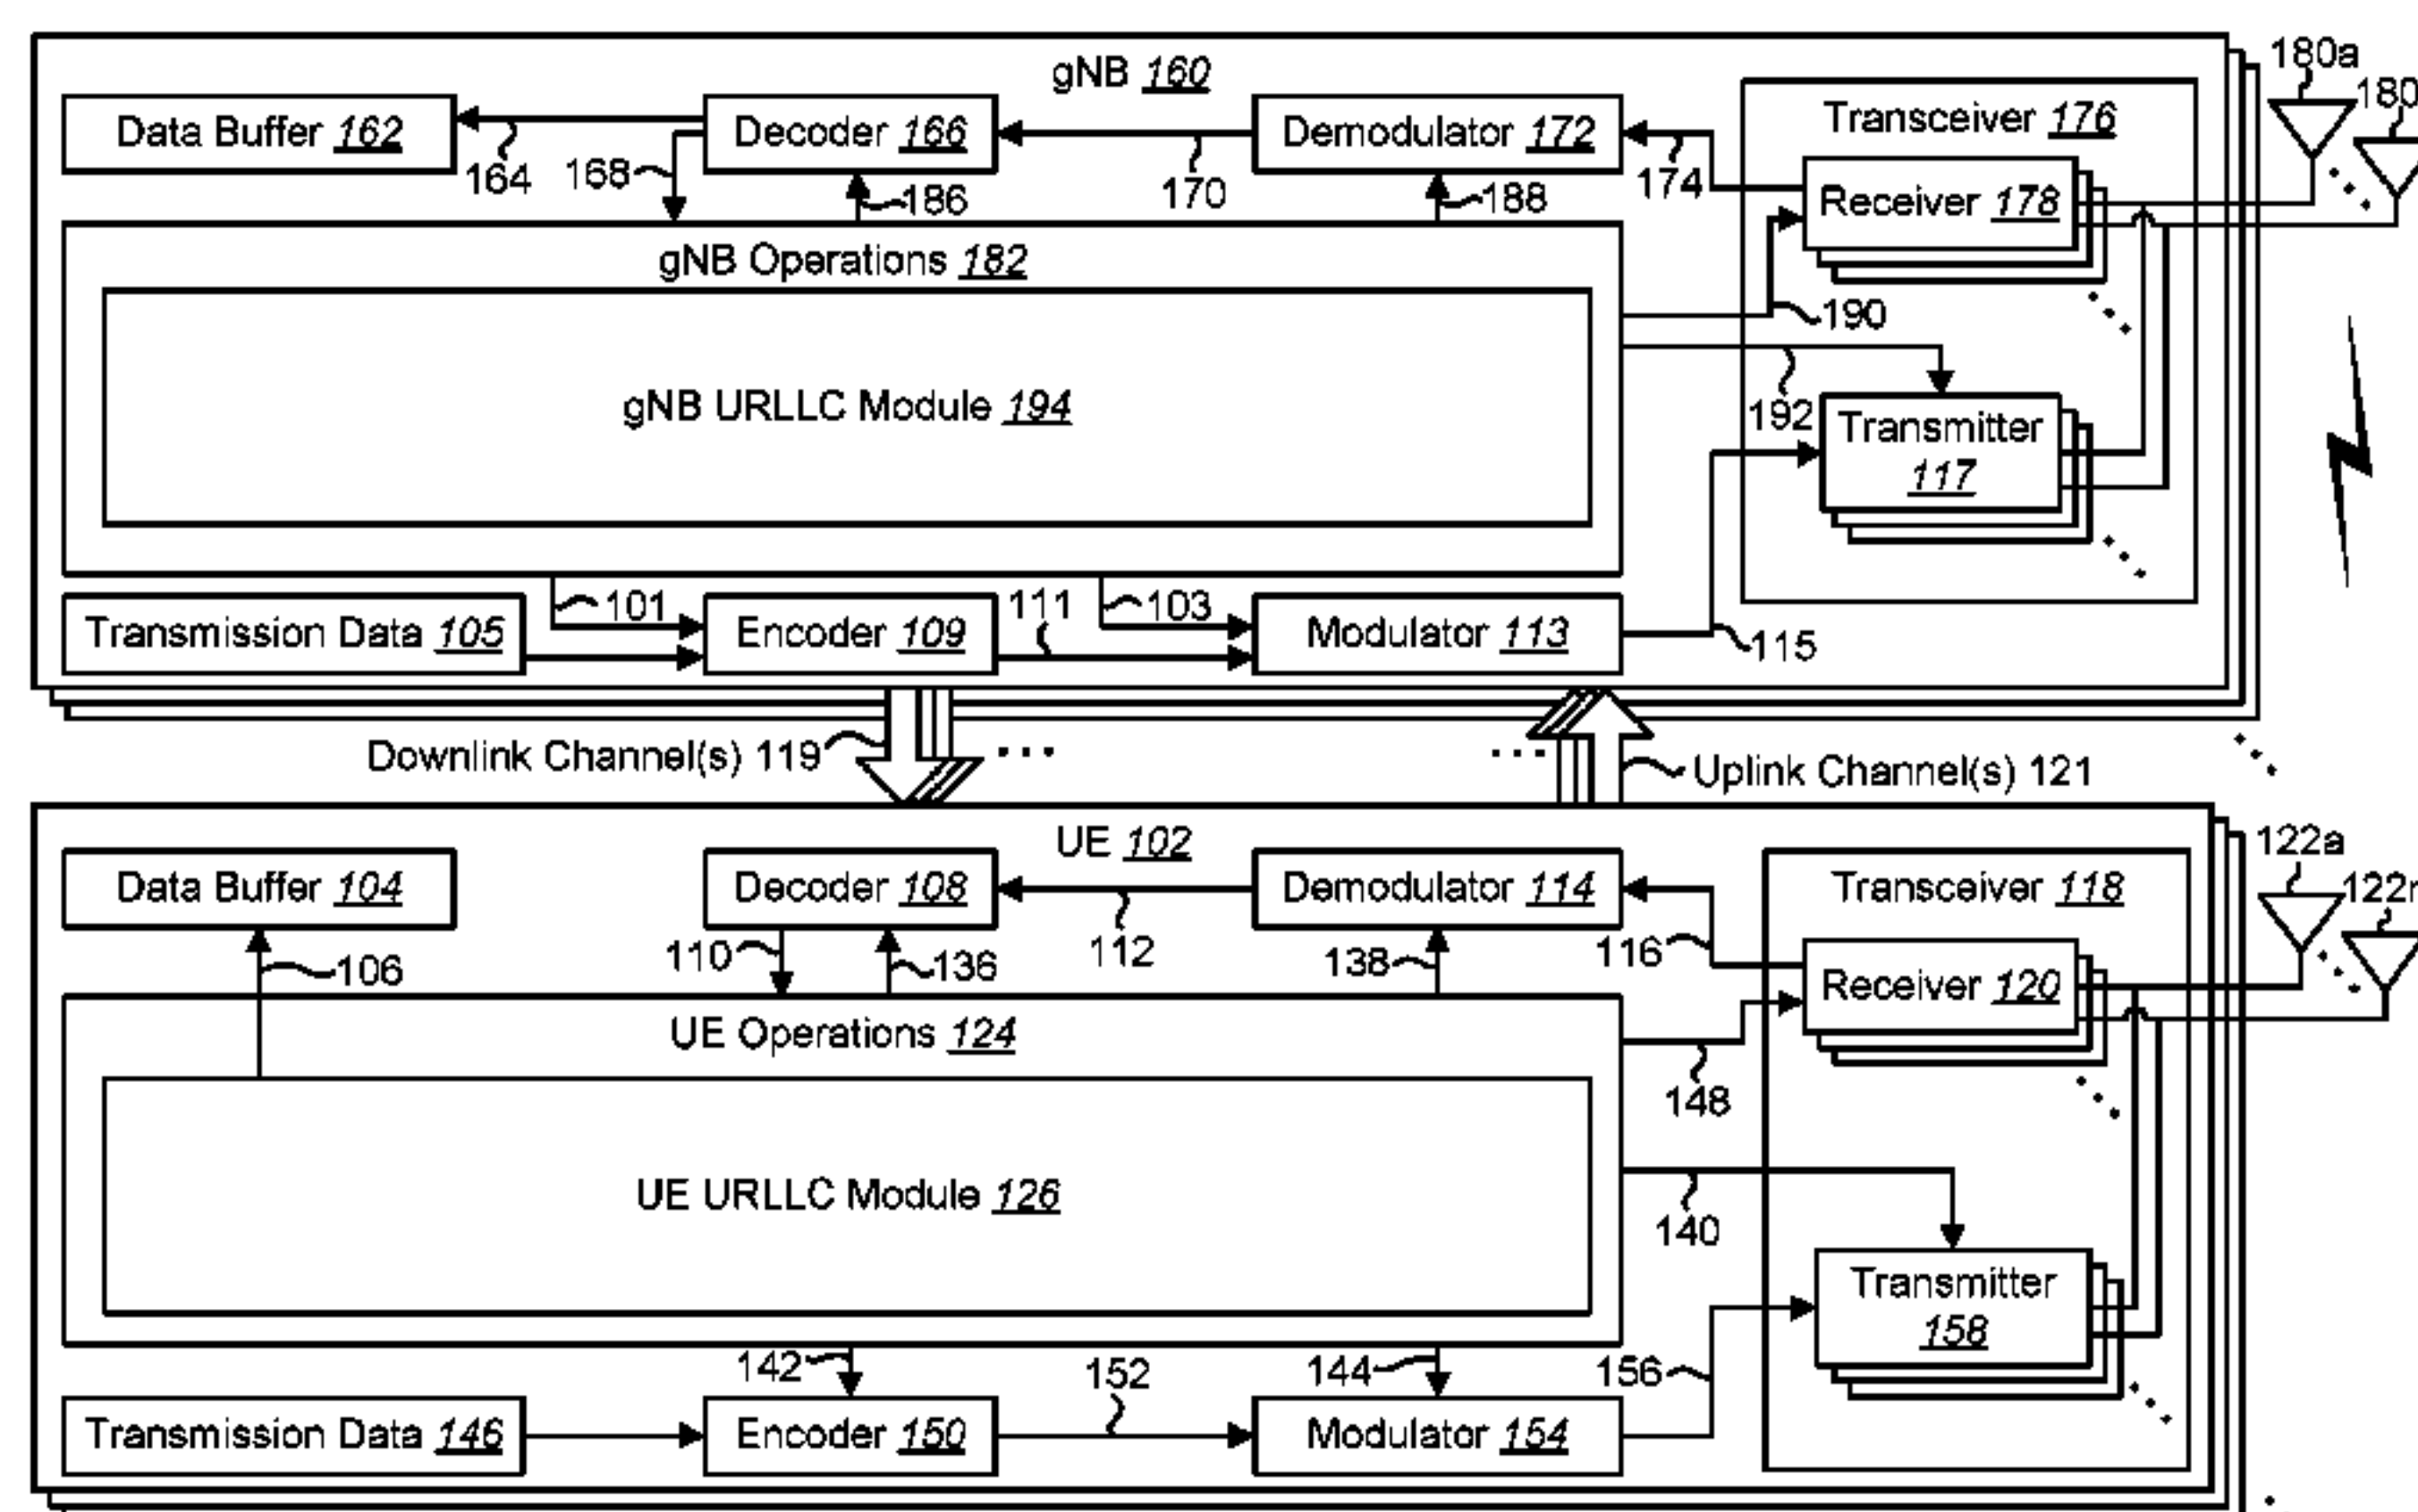 gNB 160
180a
180
Data Buffer 162
Decoder 166
Demodulator 172
Transceiver 176
164
168
186
170
188
174
Receiver 178
gNB Operations 182
190
gNB URLLC Module 194
192
Transmitter
117
101
111
103
Transmission Data 105
Encoder 109
Modulator 113
115
Downlink Channel(s) 119
Uplink Channel(s) 121
UE 102
122a
122n
Data Buffer 104
Decoder 108
Demodulator 114
Transceiver 118
106
110
136
112
138
116
Receiver 120
UE Operations 124
148
UE URLLC Module 126
140
Transmitter
158
142
152
144
156
Transmission Data 146
Encoder 150
Modulator 154